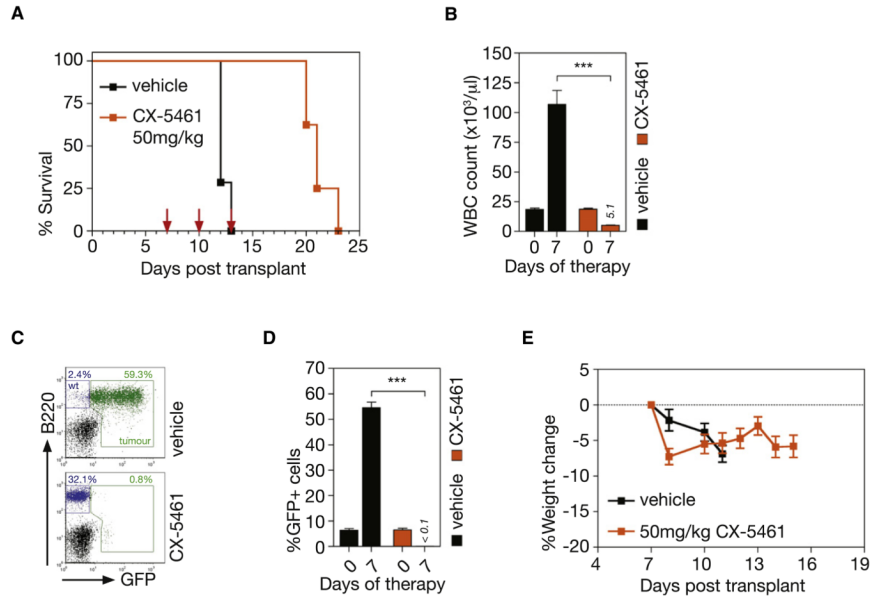 A
100
75
50
25
0
% Survival
vehicle
CX-5461
50mg/kg
0 5 10 15 20 25
Days post transplant
B
150
125
100
75
50
25
0
WBC count (x10³/µl)
***
5.1
0 7 0 7
Days of therapy
vehicle CX-5461
C
2.4% 59.3%
wt
tumour
vehicle
32.1% 0.8%
CX-5461
B220
GFP
D
70
60
50
40
30
20
10
0
%GFP+ cells
***
< 0.1
0 7 0 7
Days of therapy
vehicle CX-5461
E
5
0
-5
-10
-15
-20
%Weight change
vehicle
50mg/kg CX-5461
4 7 10 13 16 19
Days post transplant